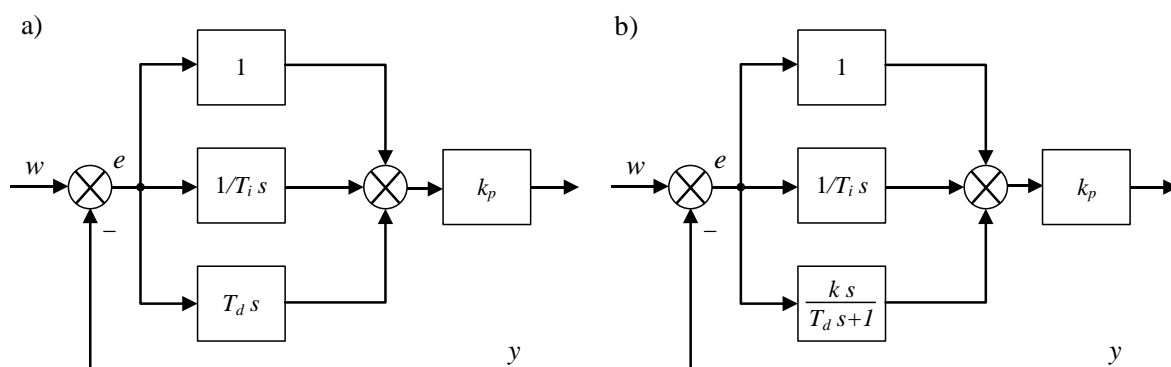 a)
1
w
e
1/T_i s
k_p
–
T_d s
y
b)
1
w
e
1/T_i s
k_p
–
k s
T_d s+1
y